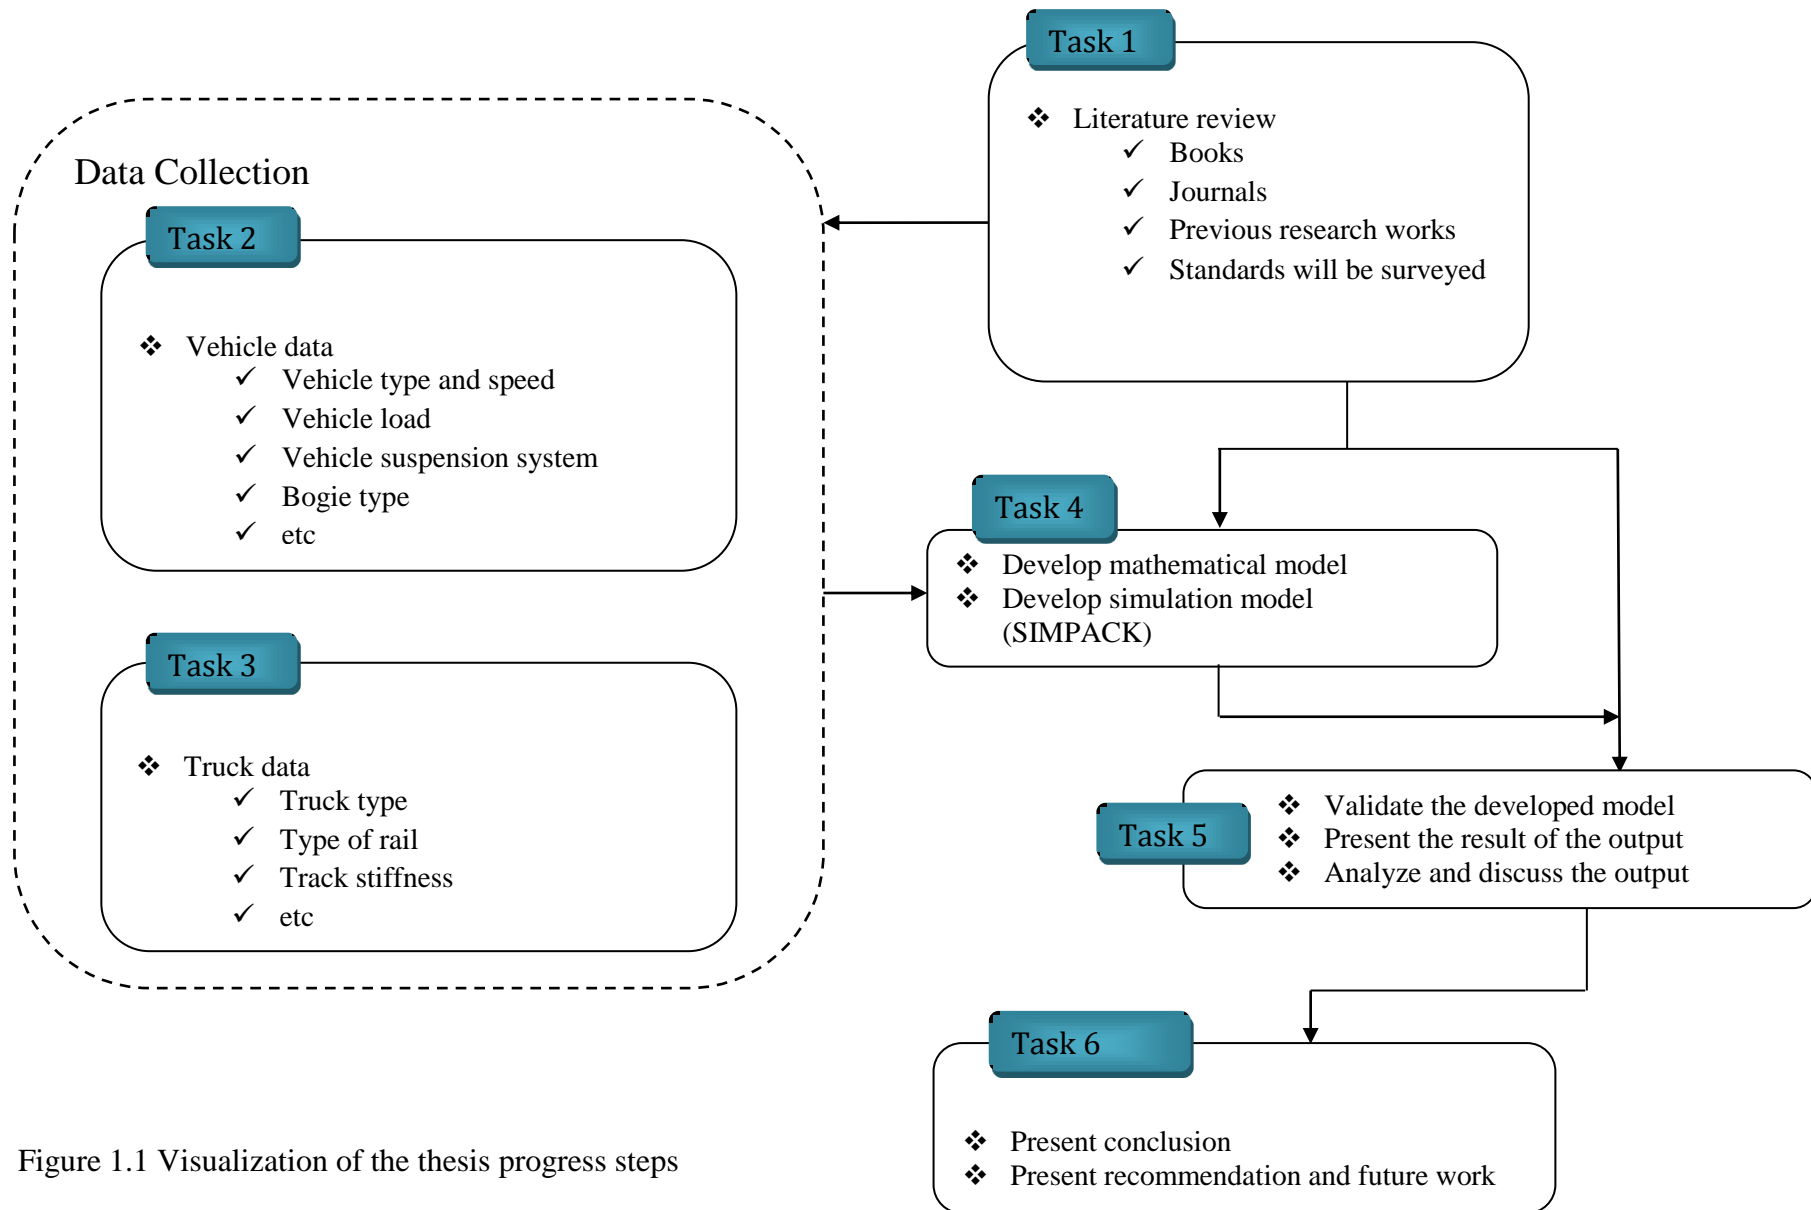 Task 1
Literature review
Books
Journals
Previous research works
Standards will be surveyed
Data Collection
Task 2
Vehicle data
Vehicle type and speed
Vehicle load
Vehicle suspension system
Bogie type
etc
Task 3
Truck data
Truck type
Type of rail
Track stiffness
etc
Task 4
Develop mathematical model
Develop simulation model
(SIMPACK)
Task 5
Validate the developed model
Present the result of the output
Analyze and discuss the output
Task 6
Present conclusion
Present recommendation and future work
Figure 1.1 Visualization of the thesis progress steps